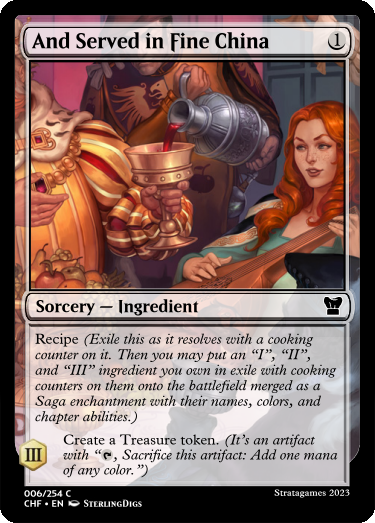 And Served in Fine China 1
Sorcery — Ingredient
Recipe (Exile this as it resolves with a cooking
counter on it. Then you may put an “I”, “II”,
and “III” ingredient you own in exile with cooking
counters on them onto the battlefield merged as a
Saga enchantment with their names, colors, and
chapter abilities.)
III
Create a Treasure token. (It’s an artifact
with “, Sacrifice this artifact: Add one mana
of any color.”)
006/254 C
Stratagames 2023
CHF • EN SterlingDigs